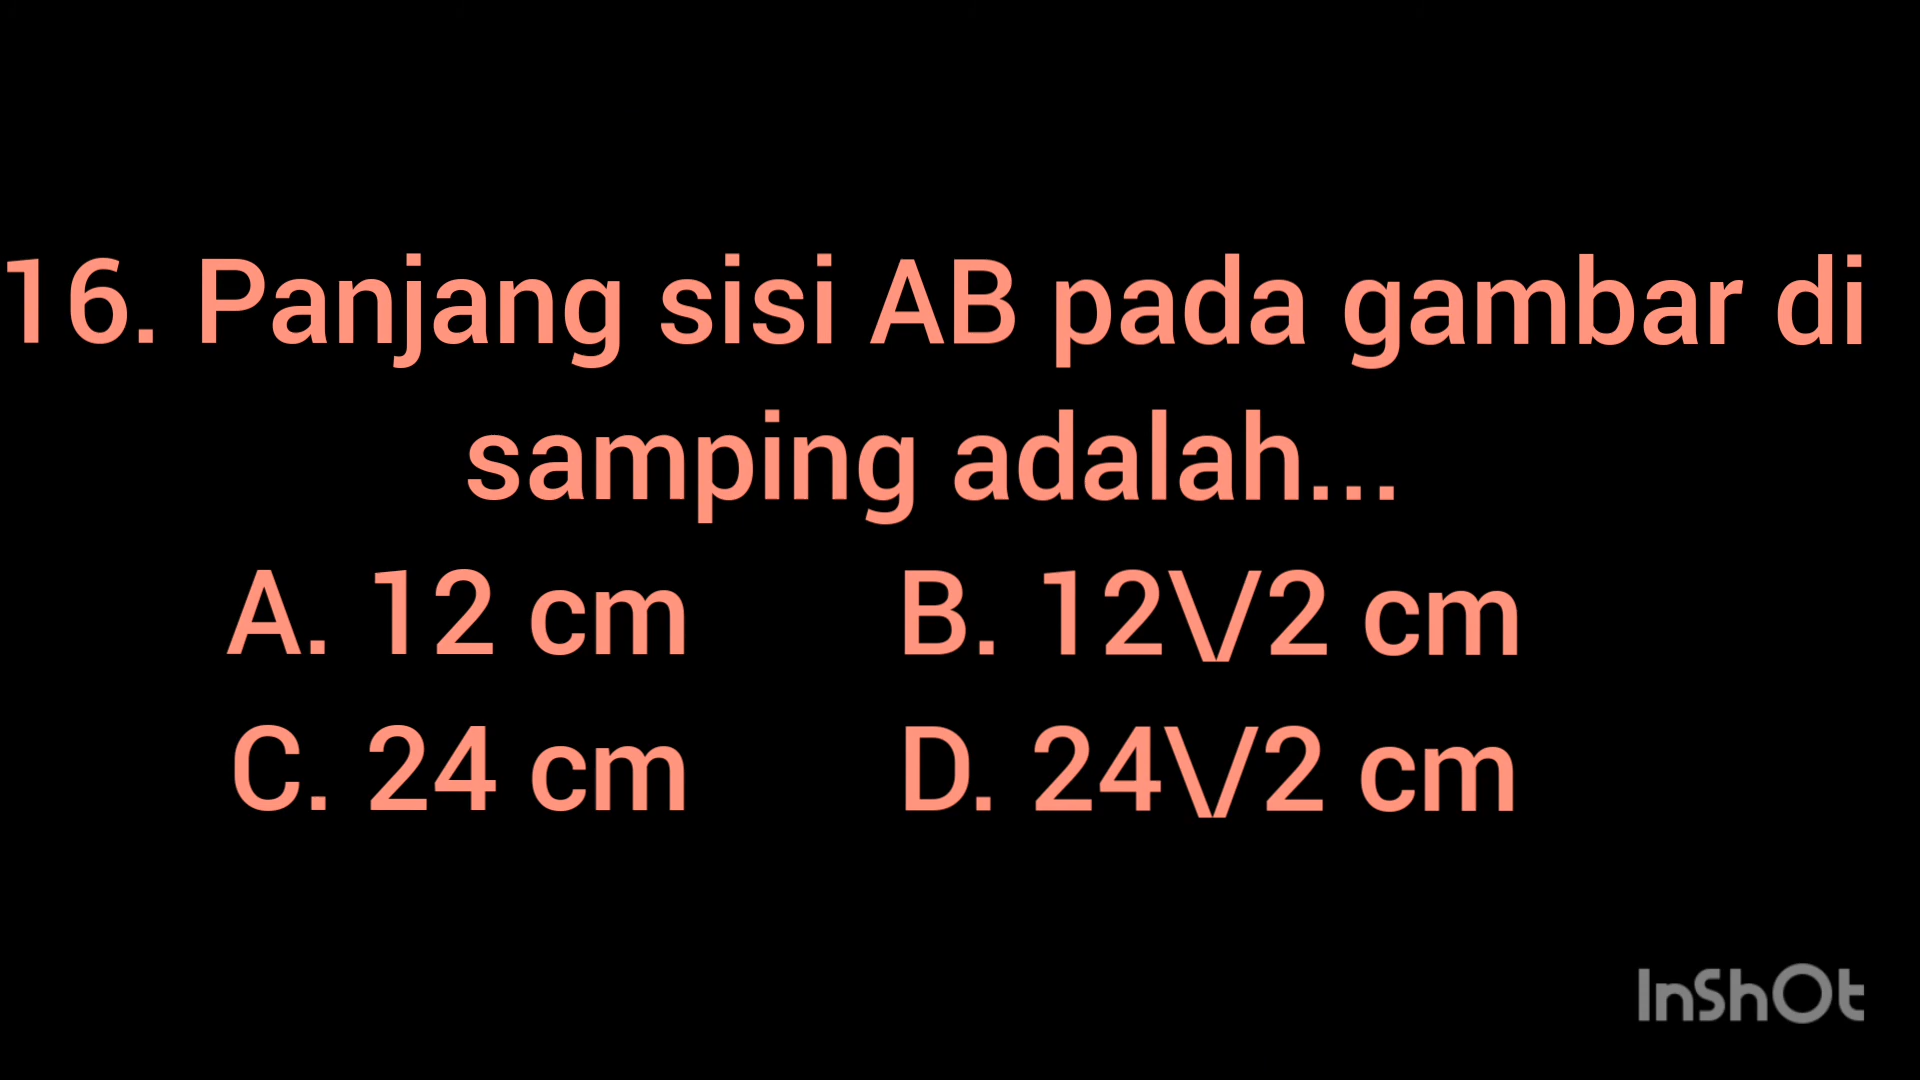 16. Panjang sisi AB pada gambar di
samping adalah...
A. 12 cm B. 12\/2 cm
C. 24 cm D. 24\/2 cm
InShOt